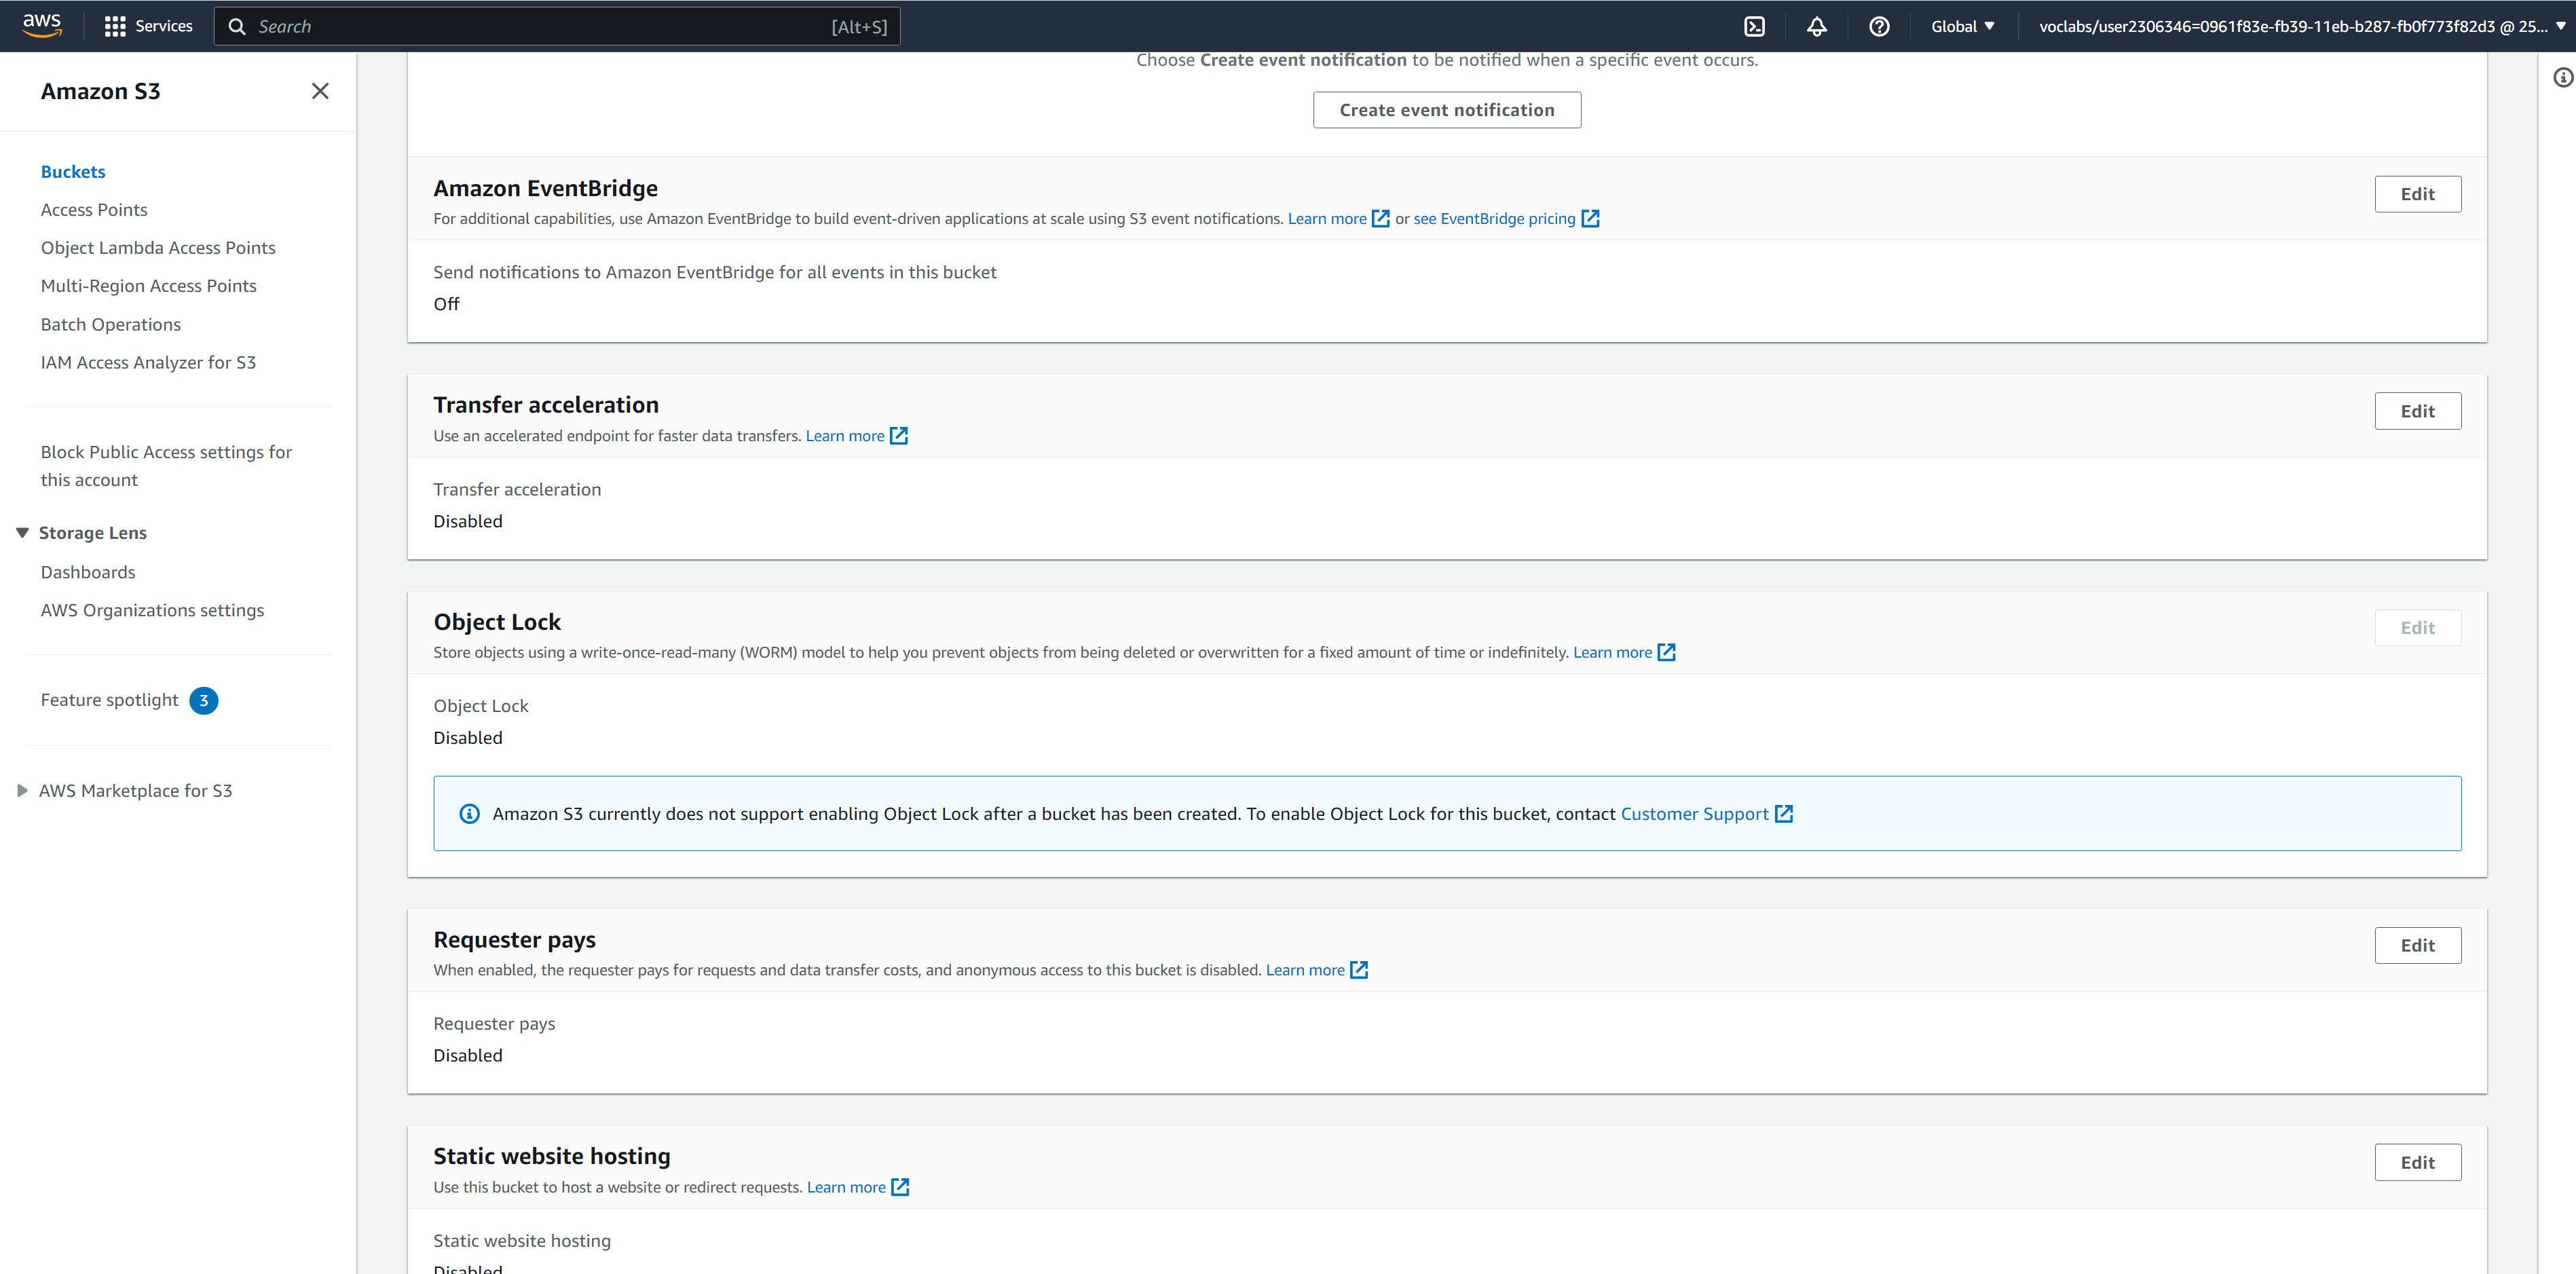 aws
Services
Search
[Alt+S]
Global
voclabs/user2306346=0961f83e-fb39-11eb-b287-fb0f773f82d3 @ 25...
Amazon S3
Buckets
Access Points
Object Lambda Access Points
Multi-Region Access Points
Batch Operations
IAM Access Analyzer for S3
Block Public Access settings for
this account
Storage Lens
Dashboards
AWS Organizations settings
Feature spotlight 3
AWS Marketplace for S3
Choose Create event notification to be notified when a specific event occurs.
Create event notification
Amazon EventBridge
Edit
For additional capabilities, use Amazon EventBridge to build event-driven applications at scale using S3 event notifications. Learn more or see EventBridge pricing
Send notifications to Amazon EventBridge for all events in this bucket
Off
Transfer acceleration
Edit
Use an accelerated endpoint for faster data transfers. Learn more
Transfer acceleration
Disabled
Object Lock
Edit
Store objects using a write-once-read-many (WORM) model to help you prevent objects from being deleted or overwritten for a fixed amount of time or indefinitely. Learn more
Object Lock
Disabled
Amazon S3 currently does not support enabling Object Lock after a bucket has been created. To enable Object Lock for this bucket, contact Customer Support
Requester pays
Edit
When enabled, the requester pays for requests and data transfer costs, and anonymous access to this bucket is disabled. Learn more
Requester pays
Disabled
Static website hosting
Edit
Use this bucket to host a website or redirect requests. Learn more
Static website hosting
Disabled